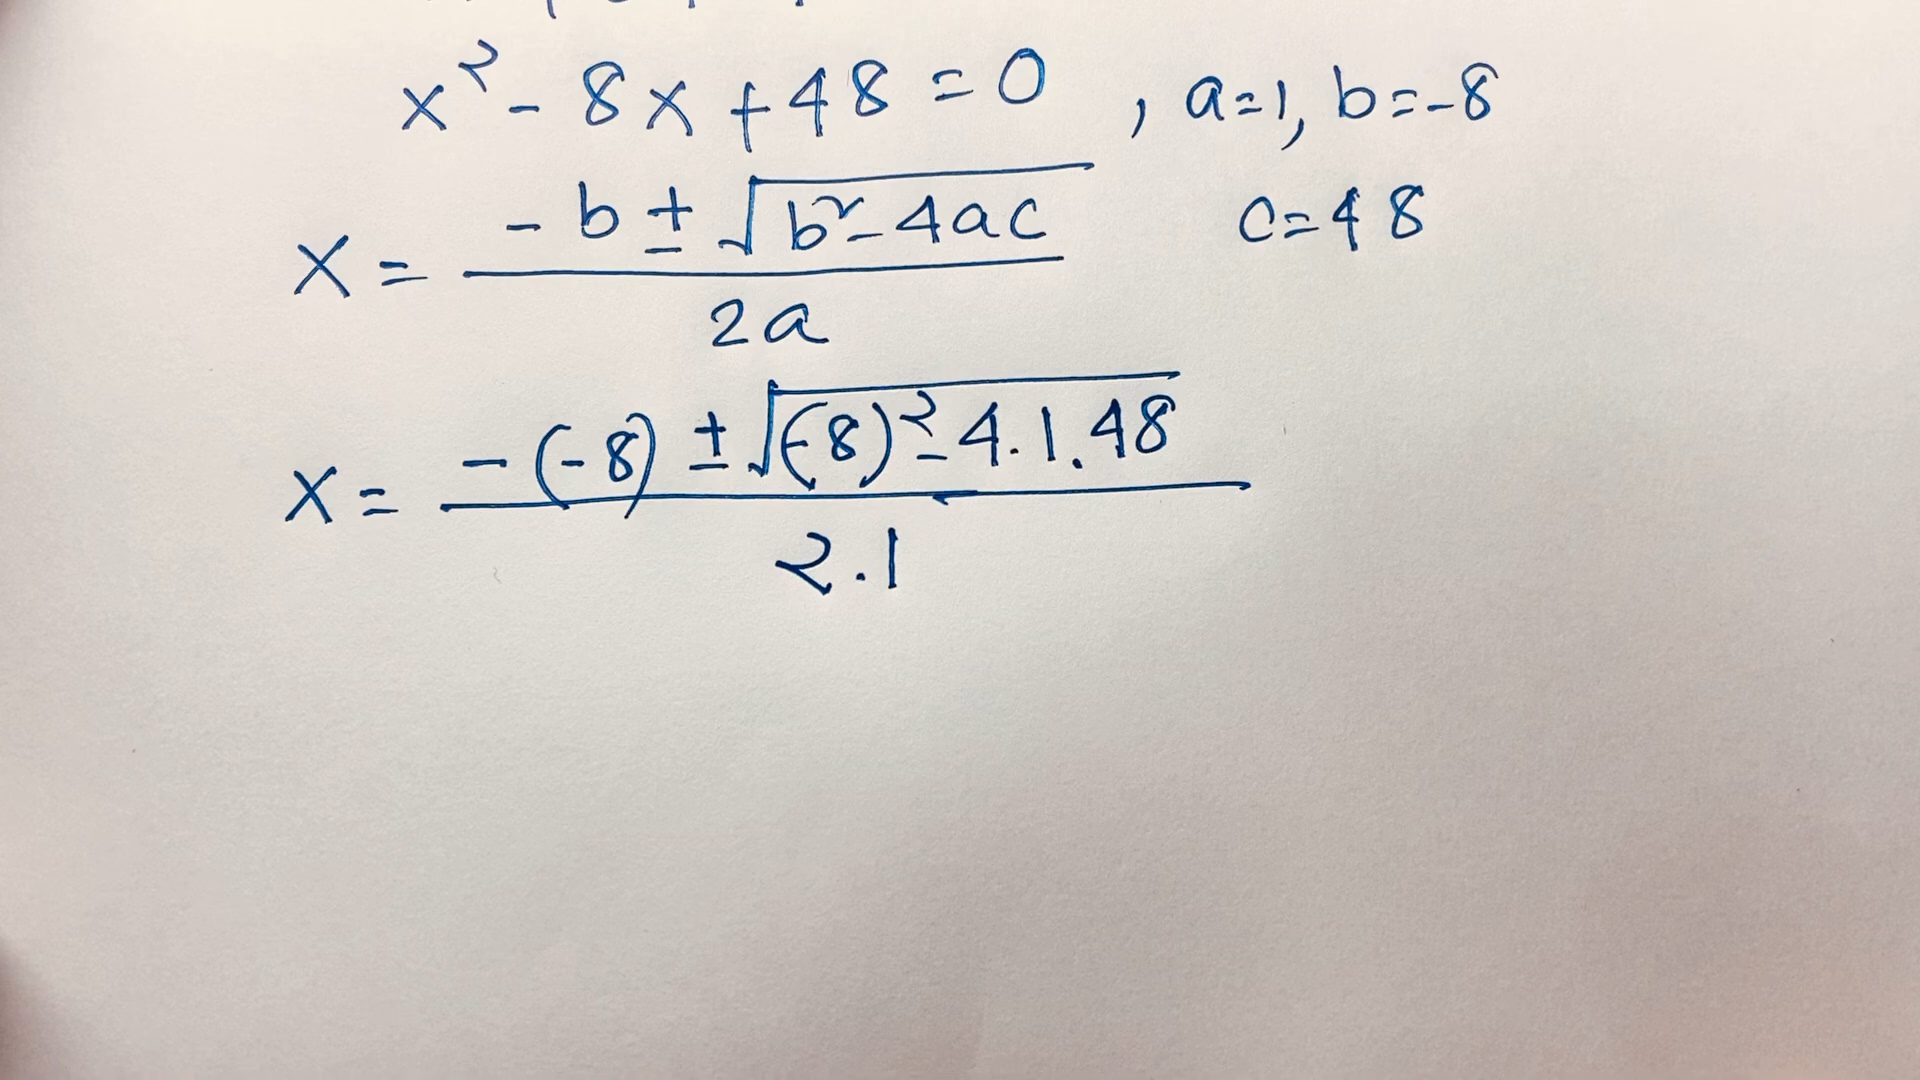 x² - 8x + 48 = 0 , a=1, b=-8
x = (-b ± √(b² - 4ac)) / 2a c=48
x = (-(-8) ± √((-8)² - 4.1.48)) / 2.1